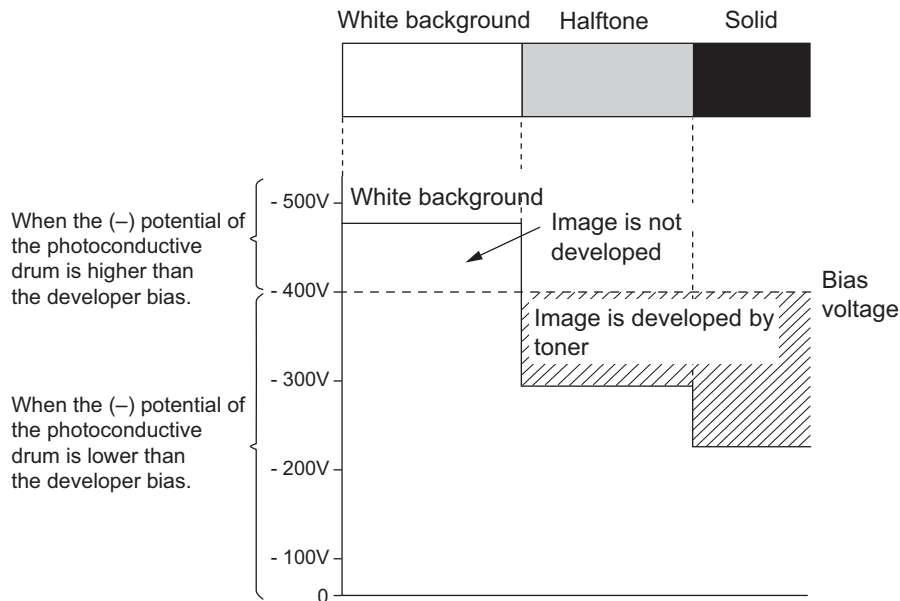 White background
Halftone
Solid
When the (–) potential of
the photoconductive
drum is higher than
the developer bias.
- 500V
White background
Image is not
developed
- 400V
Bias
voltage
Image is developed by
toner
- 300V
When the (–) potential of
the photoconductive
drum is lower than
the developer bias.
- 200V
- 100V
0